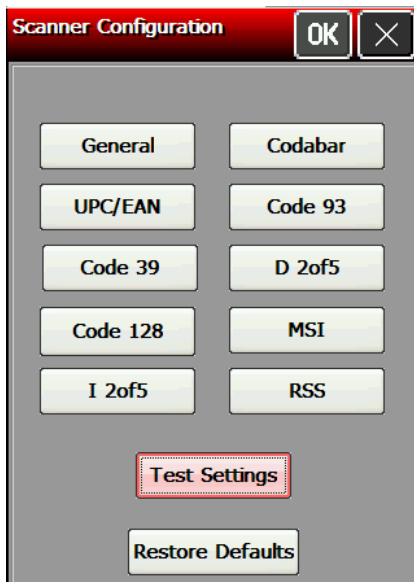 Scanner Configuration OK
General Codabar
UPC/EAN Code 93
Code 39 D 2of5
Code 128 MSI
I 2of5 RSS
Test Settings
Restore Defaults